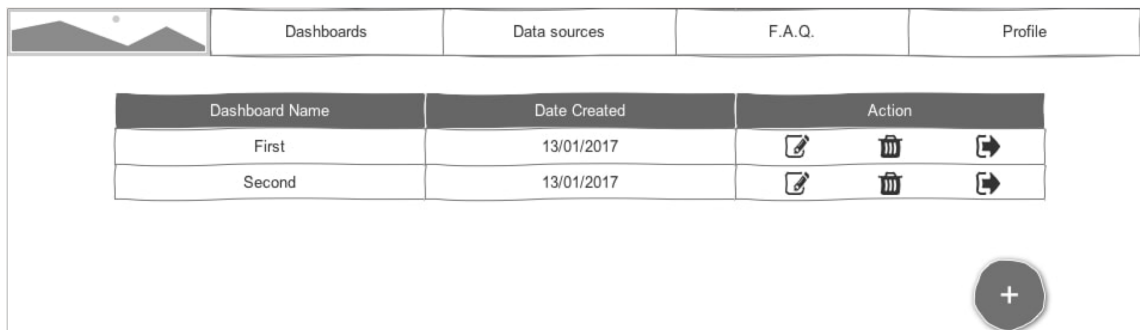 Dashboards Data sources F.A.Q. Profile
Dashboard Name Date Created Action
First 13/01/2017
Second 13/01/2017
+